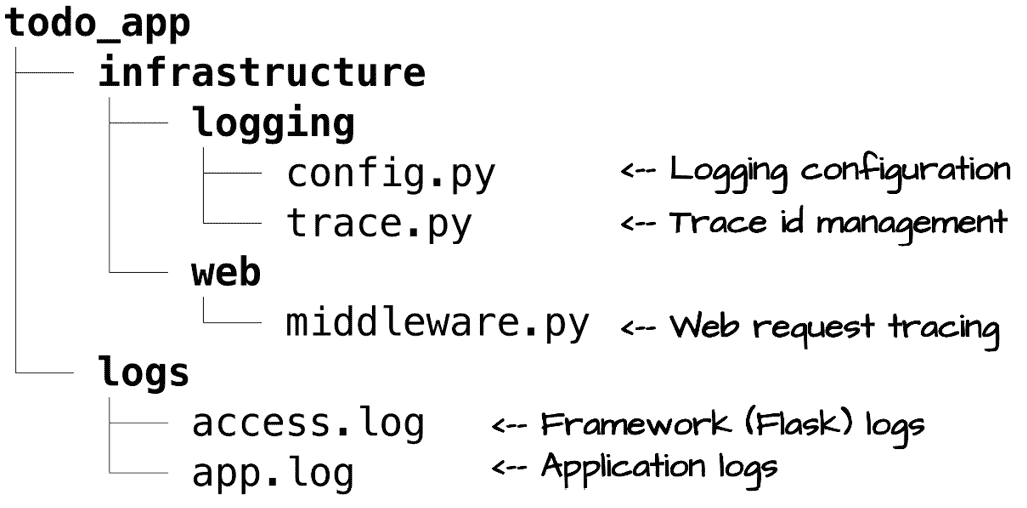 todo_app
infrastructure
logging
config.py <-- Logging configuration
trace.py <-- Trace id management
web
middleware.py <-- Web request tracing
logs
access.log <-- Framework (Flask) logs
app.log <-- Application logs